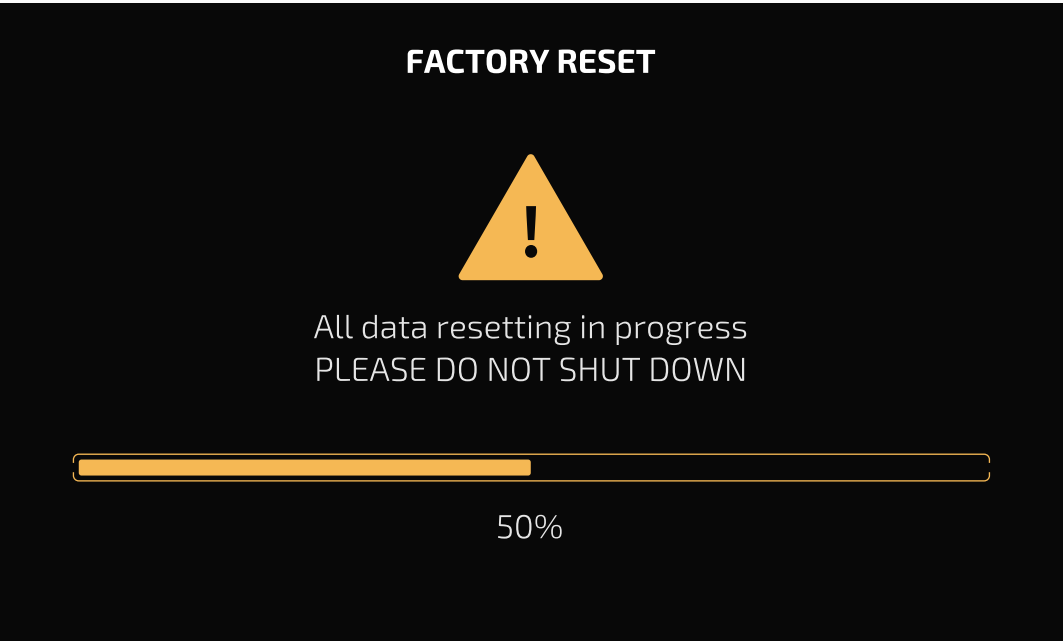 FACTORY RESET
!
All data resetting in progress
PLEASE DO NOT SHUT DOWN
50%